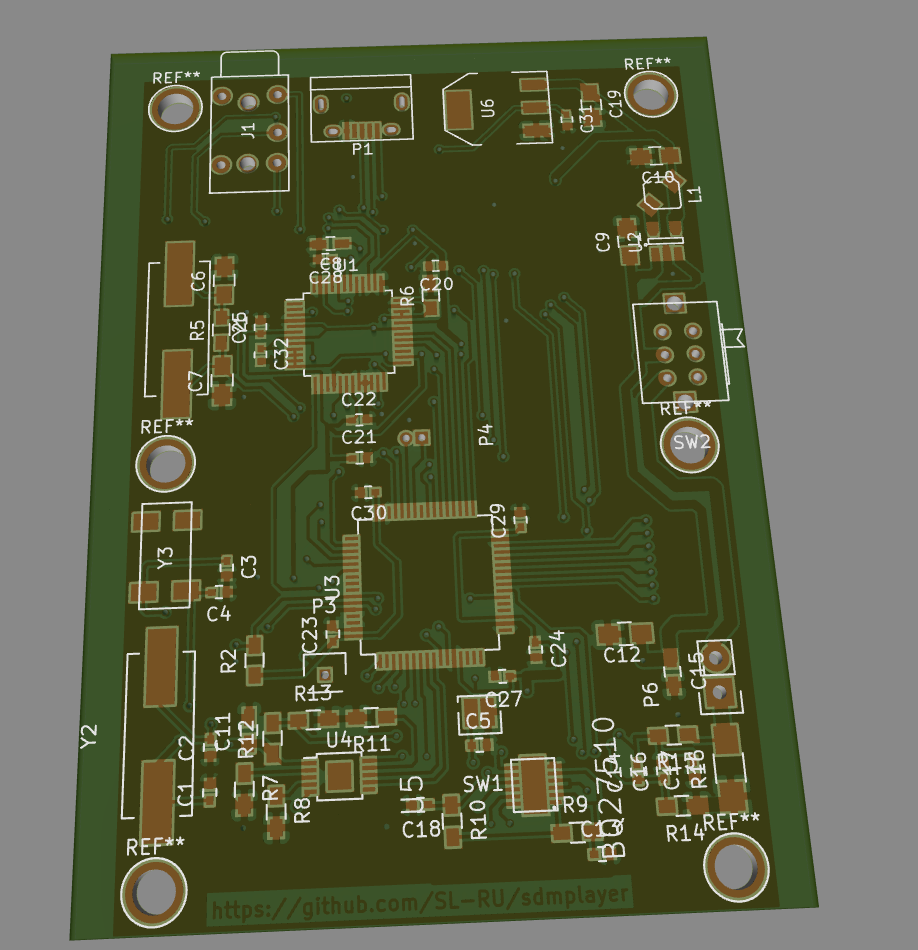 REF**
REF**
J1
P1
U6
C31
C19
C10
L1
C9
U2
C8
C28
U1
C6
R5
C7
C32
R6
C20
C22
C21
P4
REF**
SW2
REF**
C30
C29
Y3
C3
C4
U3
P3
C23
R2
R13
C24
C27
C12
C15
P6
Y2
C2
C1
C11
R12
U4
R11
C5
R7
R8
U5
C18
R10
SW1
R9
C13
BQ27510
C14
C16
R16
R14
REF**
REF**
https://github.com/SL-RU/sdmplayer